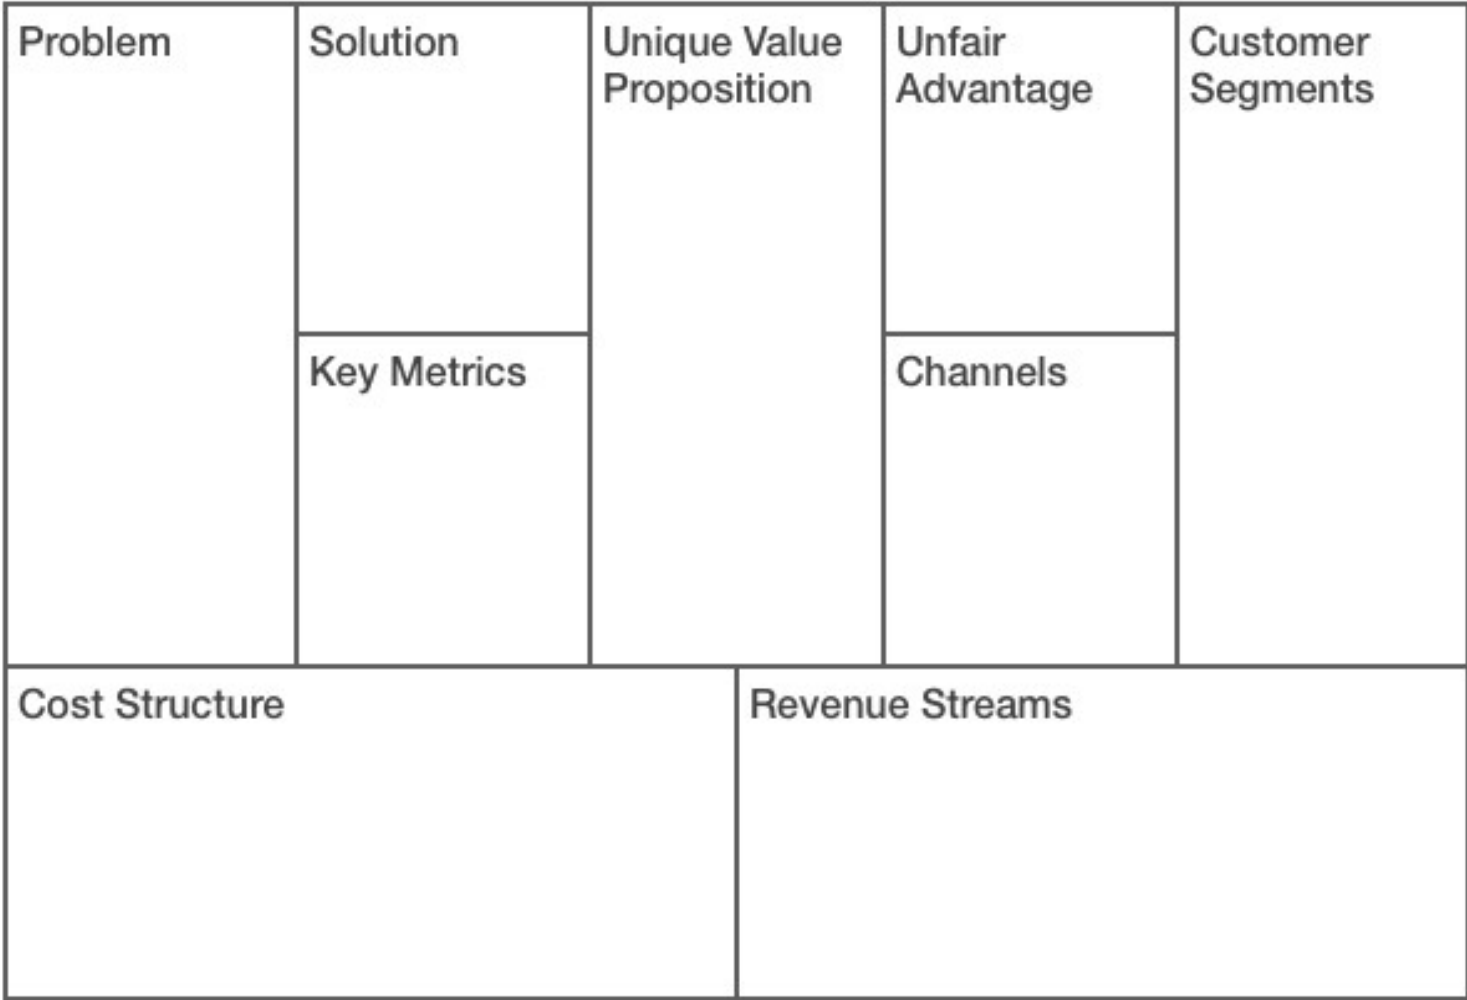 Problem
Solution
Unique Value
Proposition
Unfair
Advantage
Customer
Segments
Key Metrics
Channels
Cost Structure
Revenue Streams